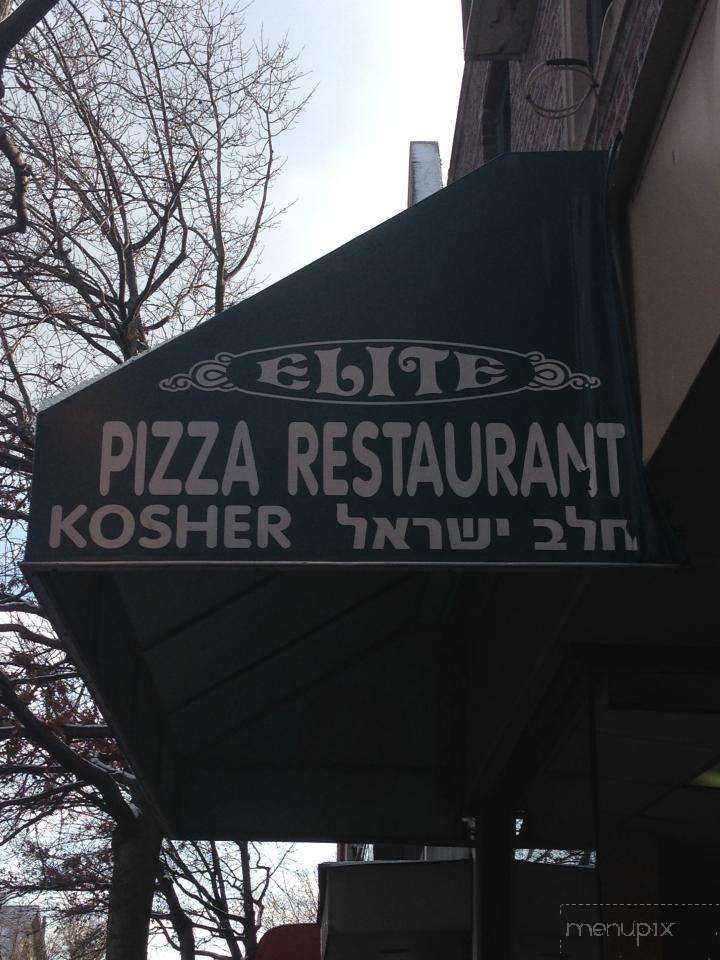 ELITE
PIZZA RESTAURANT
KOSHER חלב ישראל
menupix